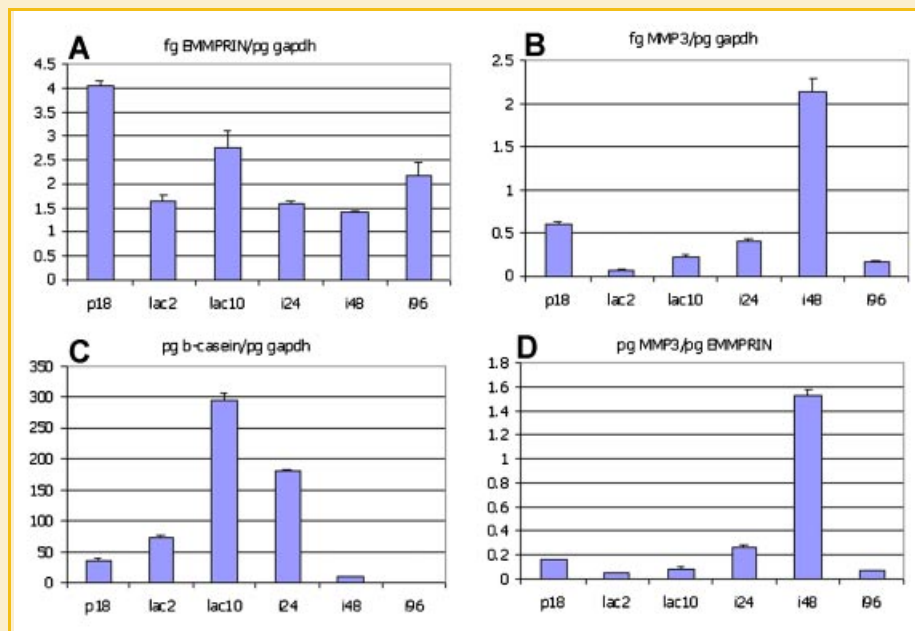 A
fg EMMPRIN/pg gapdh
4.5
4
3.5
3
2.5
2
1.5
1
0.5
0
p18 lac2 lac10 i24 i48 i96
B
fg MMP3/pg gapdh
2.5
2
1.5
1
0.5
0
p18 lac2 lac10 i24 i48 i96
C
pg b-casein/pg gapdh
350
300
250
200
150
100
50
0
p18 lac2 lac10 i24 i48 i96
D
pg MMP3/pg EMMPRIN
1.8
1.6
1.4
1.2
1
0.8
0.6
0.4
0.2
0
p18 lac2 lac10 i24 i48 i96